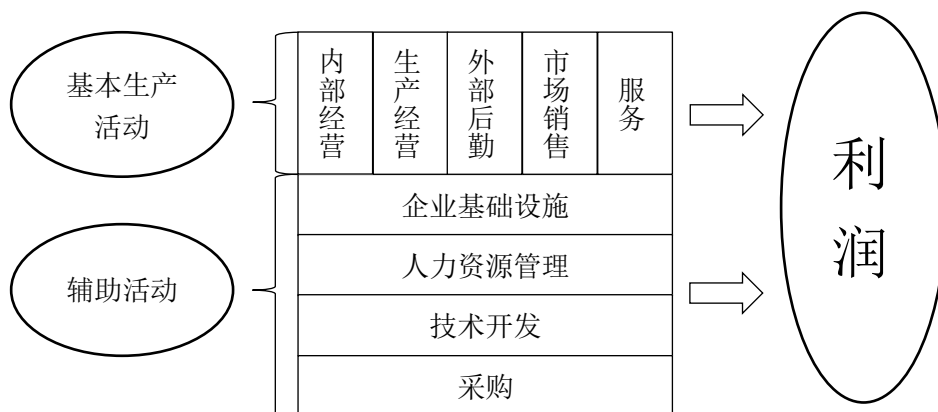 基本生产
活动
内部经营
生产经营
外部后勤
市场销售
服务
企业基础设施
人力资源管理
技术开发
采购
辅助活动
利润